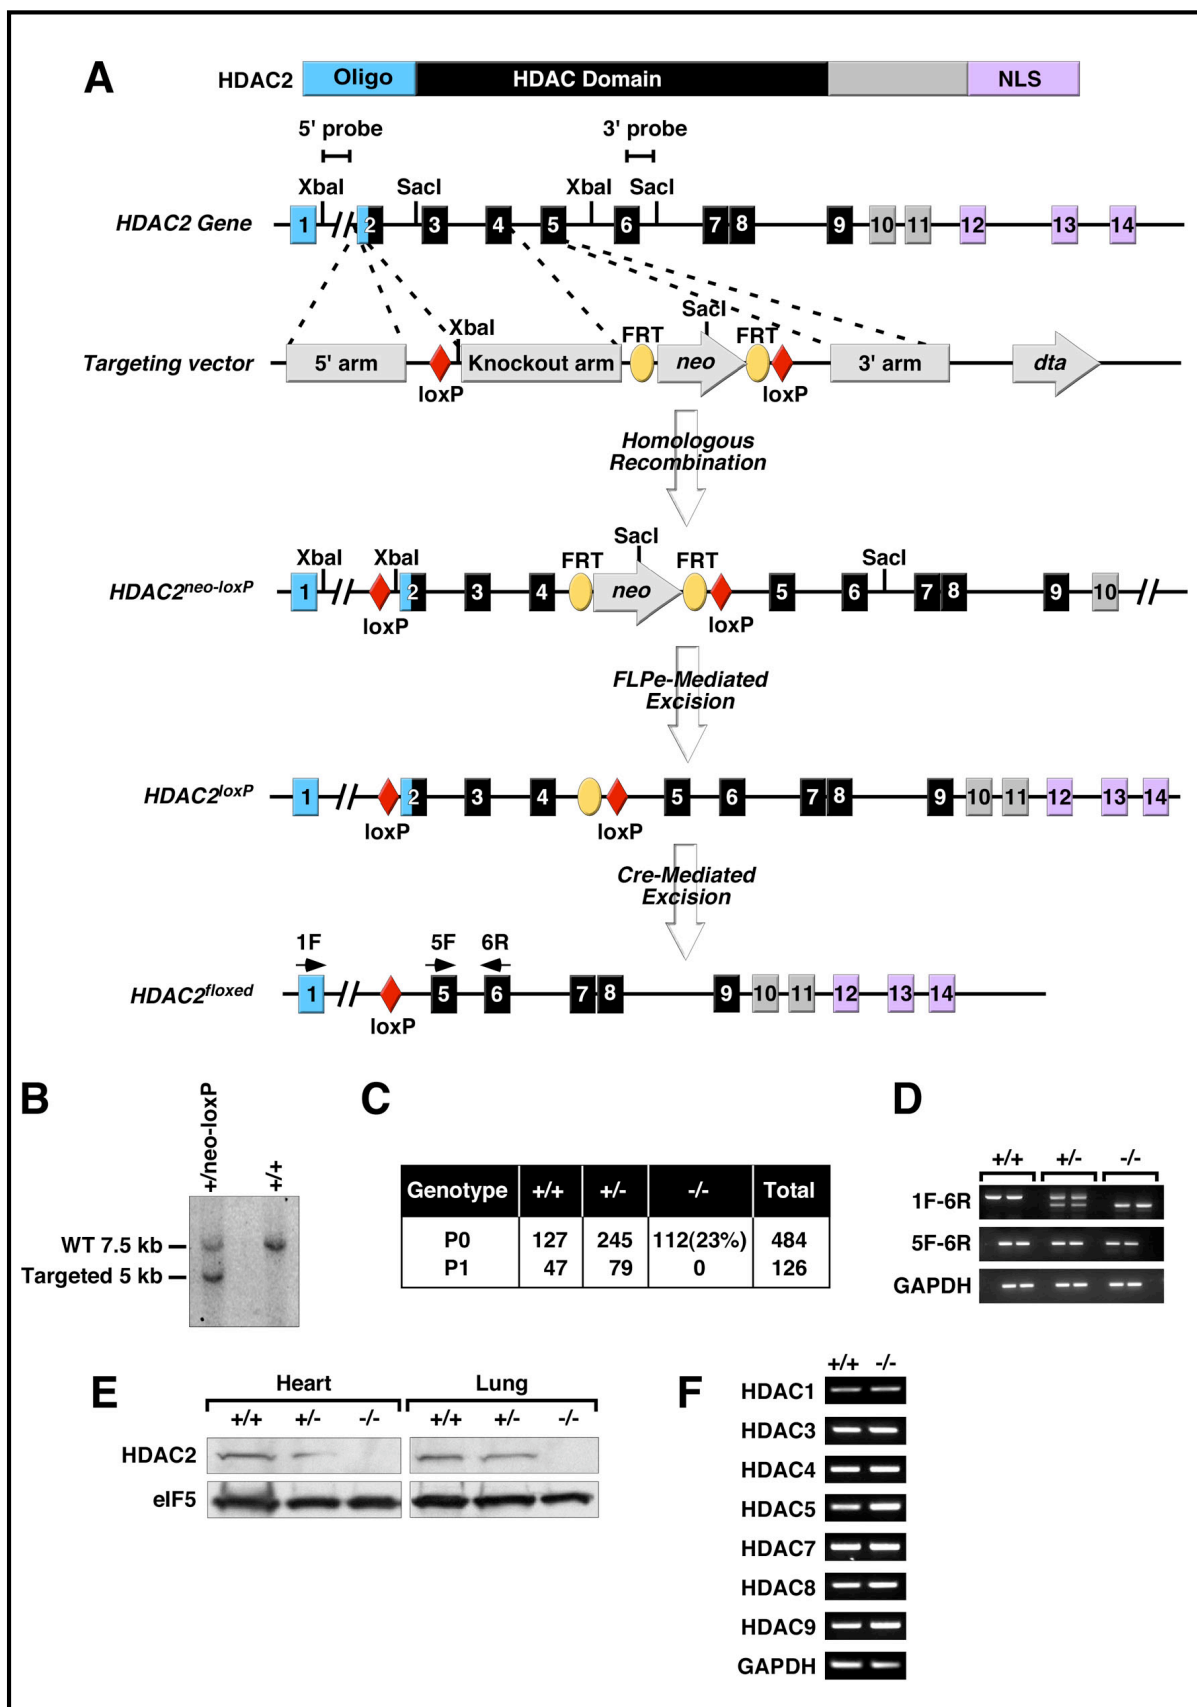 A
HDAC2 Oligo HDAC Domain NLS
5' probe 3' probe
XbaI SacI XbaI SacI
HDAC2 Gene 1 2 3 4 5 6 7 8 9 10 11 12 13 14
XbaI FRT SacI FRT
Targeting vector 5' arm Knockout arm neo 3' arm dta
loxP loxP
Homologous
Recombination
XbaI XbaI FRT SacI FRT SacI
HDAC2neo-loxP 1 2 3 4 neo 5 6 7 8 9 10
loxP loxP
FLPe-Mediated
Excision
HDAC2loxP 1 2 3 4 5 6 7 8 9 10 11 12 13 14
loxP loxP
Cre-Mediated
Excision
1F 5F 6R
HDAC2floxed 1 5 6 7 8 9 10 11 12 13 14
loxP
B
+/neo-loxP +/+
WT 7.5 kb
Targeted 5 kb
C
Genotype +/+ +/- -/- Total
P0 127 245 112(23%) 484
P1 47 79 0 126
D
+/+ +/- -/-
1F-6R
5F-6R
GAPDH
E
Heart Lung
+/+ +/- -/- +/+ +/- -/-
HDAC2
eIF5
F
+/+ -/-
HDAC1
HDAC3
HDAC4
HDAC5
HDAC7
HDAC8
HDAC9
GAPDH